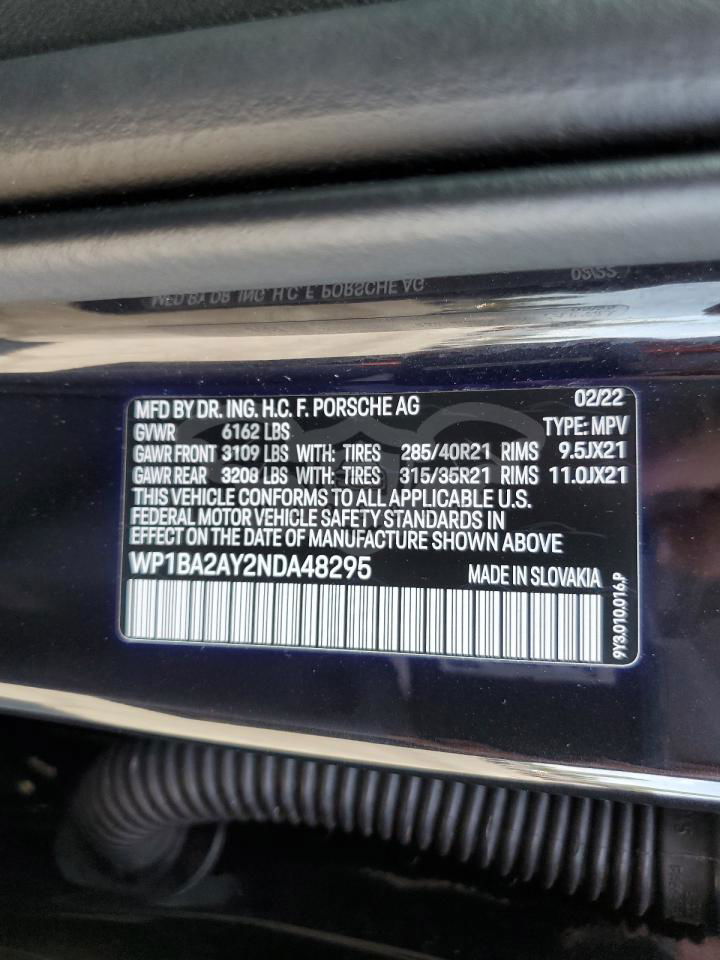 MFD BY DR. ING. H.C. F. PORSCHE AG 02/22
GVWR 6162 LBS TYPE: MPV
GAWR FRONT 3109 LBS WITH: TIRES 285/40R21 RIMS 9.5JX21
GAWR REAR 3208 LBS WITH: TIRES 315/35R21 RIMS 11.0JX21
THIS VEHICLE CONFORMS TO ALL APPLICABLE U.S.
FEDERAL MOTOR VEHICLE SAFETY STANDARDS IN
EFFECT ON THE DATE OF MANUFACTURE SHOWN ABOVE
WP1BA2AY2NDA48295 MADE IN SLOVAKIA
9Y3.010.016.P